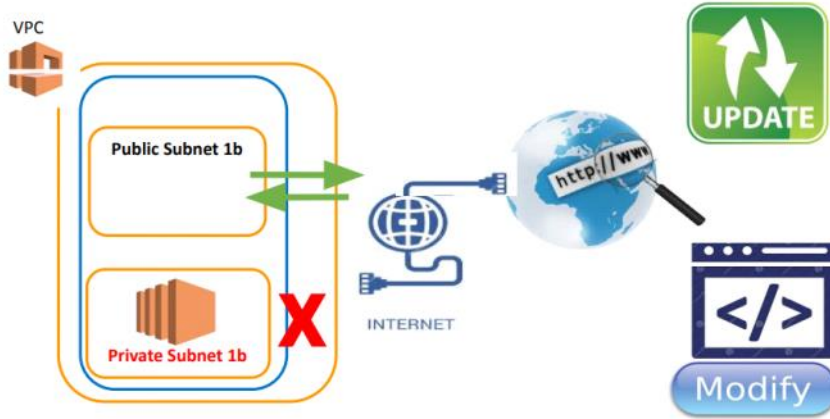 VPC
UPDATE
Public Subnet 1b
http://www
X
Private Subnet 1b
INTERNET
</>
Modify